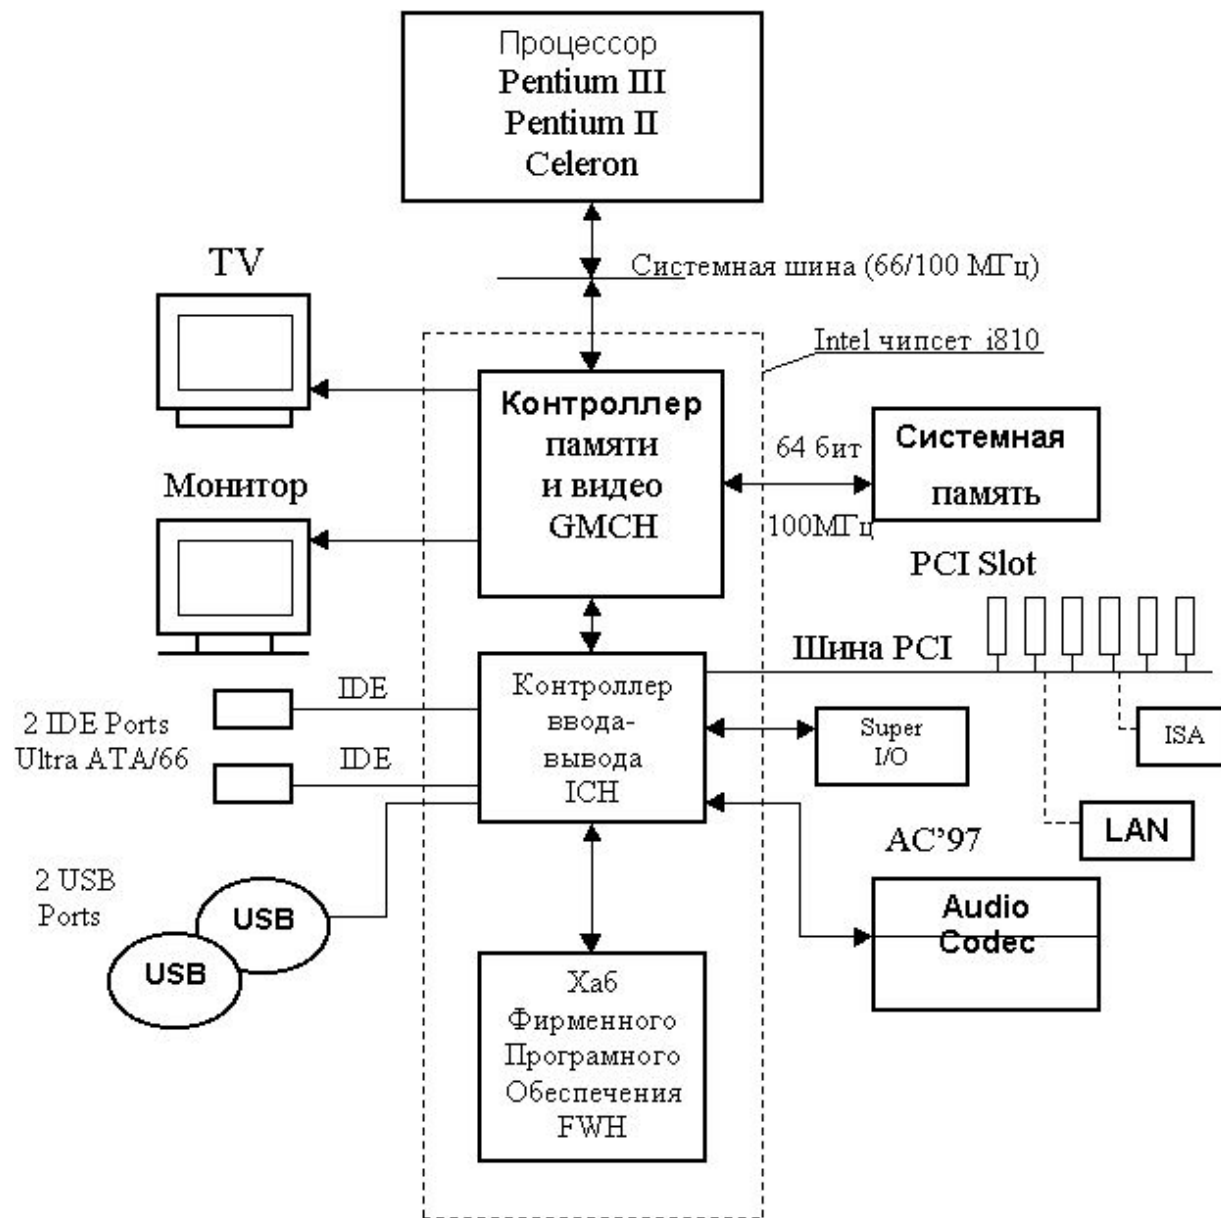 Процессор
Pentium III
Pentium II
Celeron
TV
Системная шина (66/100 МГц)
Intel чипсет i810
Контроллер
памяти
и видео
GMCH
64 бит
100МГц
Системная
память
Монитор
PCI Slot
Шина PCI
IDE
2 IDE Ports
Ultra ATA/66
IDE
Контроллер
ввода-
вывода
ICH
Super
I/O
ISA
LAN
AC’97
Audio
Codec
2 USB
Ports
USB
USB
Хаб
Фирменного
Програмного
Обеспечения
FWH